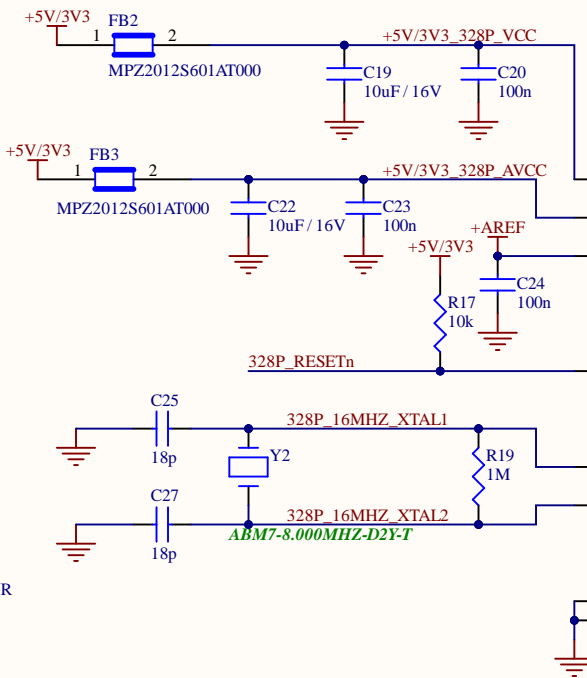 +5V/3V3
FB2
1
2
+5V/3V3_328P_VCC
MPZ2012S601AT000
C19
10uF / 16V
C20
100n
+5V/3V3
FB3
1
2
+5V/3V3_328P_AVCC
MPZ2012S601AT000
C22
10uF / 16V
C23
100n
+5V/3V3
+AREF
C24
100n
R17
10k
328P_RESETn
C25
18p
328P_16MHZ_XTAL1
Y2
R19
1M
C27
18p
328P_16MHZ_XTAL2
ABM7-8.000MHZ-D2Y-T
R